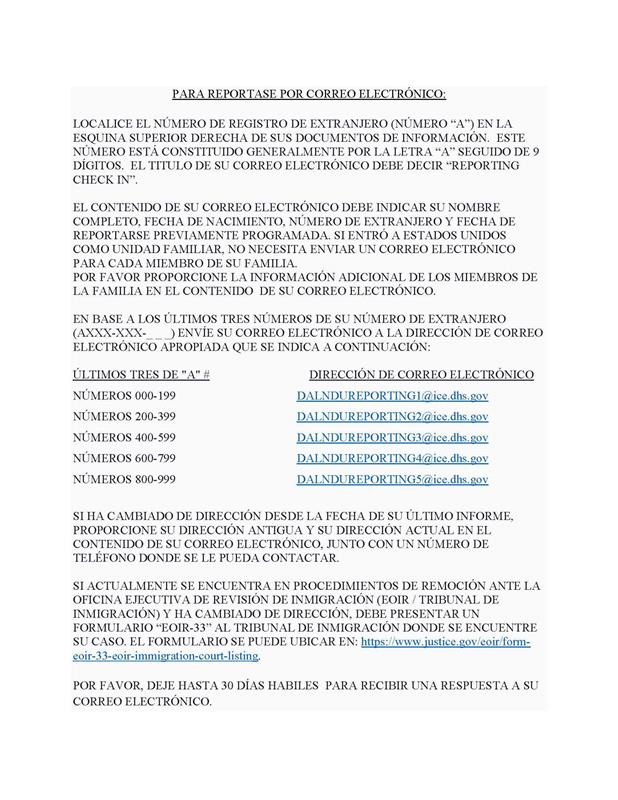 PARA REPORTASE POR CORREO ELECTRÓNICO:
LOCALICE EL NÚMERO DE REGISTRO DE EXTRANJERO (NÚMERO “A”) EN LA
ESQUINA SUPERIOR DERECHA DE SUS DOCUMENTOS DE INFORMACIÓN. ESTE
NÚMERO ESTÁ CONSTITUIDO GENERALMENTE POR LA LETRA “A” SEGUIDO DE 9
DÍGITOS. EL TITULO DE SU CORREO ELECTRÓNICO DEBE DECIR “REPORTING
CHECK IN”.
EL CONTENIDO DE SU CORREO ELECTRÓNICO DEBE INDICAR SU NOMBRE
COMPLETO, FECHA DE NACIMIENTO, NÚMERO DE EXTRANJERO Y FECHA DE
REPORTARSE PREVIAMENTE PROGRAMADA. SI ENTRÓ A ESTADOS UNIDOS
COMO UNIDAD FAMILIAR, NO NECESITA ENVIAR UN CORREO ELECTRÓNICO
PARA CADA MIEMBRO DE SU FAMILIA.
POR FAVOR PROPORCIONE LA INFORMACIÓN ADICIONAL DE LOS MIEMBROS DE
LA FAMILIA EN EL CONTENIDO DE SU CORREO ELECTRÓNICO.
EN BASE A LOS ÚLTIMOS TRES NÚMEROS DE SU NÚMERO DE EXTRANJERO
(AXXX-XXX-_ _ _) ENVÍE SU CORREO ELECTRÓNICO A LA DIRECCIÓN DE CORREO
ELECTRÓNICO APROPIADA QUE SE INDICA A CONTINUACIÓN:
ÚLTIMOS TRES DE "A" # DIRECCIÓN DE CORREO ELECTRÓNICO
NÚMEROS 000-199 DALNDUREPORTING1@ice.dhs.gov
NÚMEROS 200-399 DALNDUREPORTING2@ice.dhs.gov
NÚMEROS 400-599 DALNDUREPORTING3@ice.dhs.gov
NÚMEROS 600-799 DALNDUREPORTING4@ice.dhs.gov
NÚMEROS 800-999 DALNDUREPORTING5@ice.dhs.gov
SI HA CAMBIADO DE DIRECCIÓN DESDE LA FECHA DE SU ÚLTIMO INFORME,
PROPORCIONE SU DIRECCIÓN ANTIGUA Y SU DIRECCIÓN ACTUAL EN EL
CONTENIDO DE SU CORREO ELECTRÓNICO, JUNTO CON UN NÚMERO DE
TELÉFONO DONDE SE LE PUEDA CONTACTAR.
SI ACTUALMENTE SE ENCUENTRA EN PROCEDIMIENTOS DE REMOCIÓN ANTE LA
OFICINA EJECUTIVA DE REVISIÓN DE INMIGRACIÓN (EOIR / TRIBUNAL DE
INMIGRACIÓN) Y HA CAMBIADO DE DIRECCIÓN, DEBE PRESENTAR UN
FORMULARIO “EOIR-33” AL TRIBUNAL DE INMIGRACIÓN DONDE SE ENCUENTRE
SU CASO. EL FORMULARIO SE PUEDE UBICAR EN: https://www.justice.gov/eoir/form-
eoir-33-eoir-immigration-court-listing.
POR FAVOR, DEJE HASTA 30 DÍAS HABILES PARA RECIBIR UNA RESPUESTA A SU
CORREO ELECTRÓNICO.